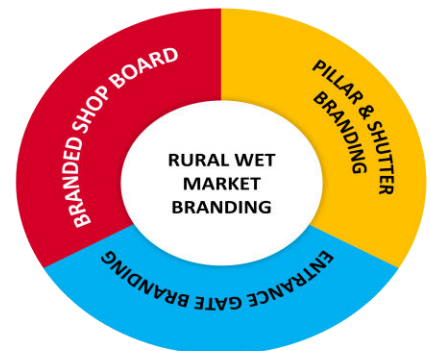 BRANDED SHOP BOARD
PILLAR & SHUTTER
BRANDING
RURAL WET
MARKET
BRANDING
ENTRANCE GATE BRANDING